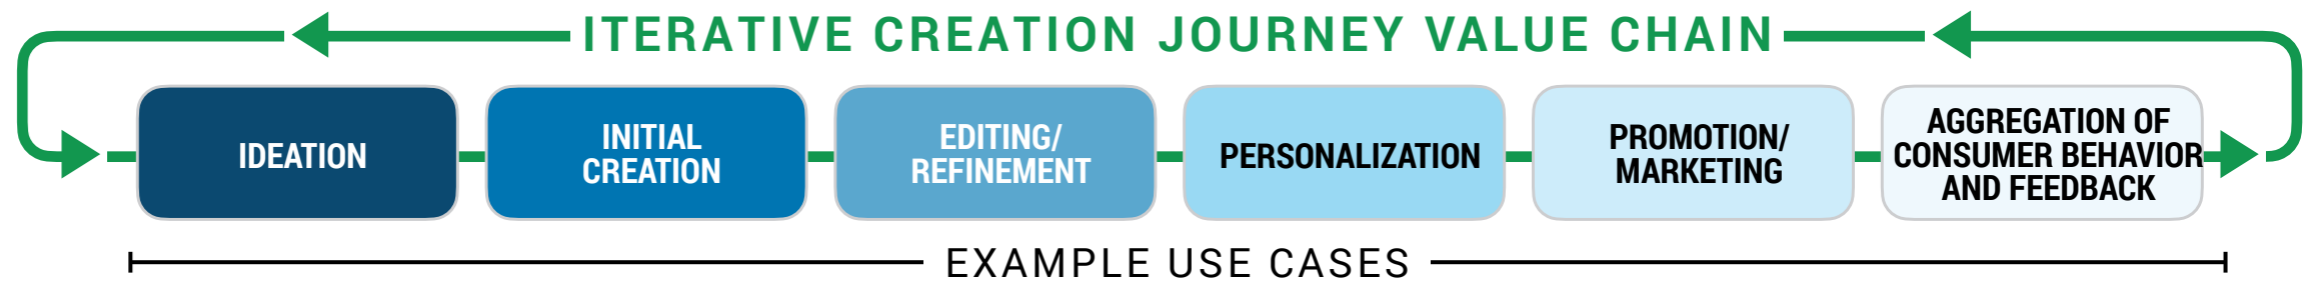 ITERATIVE CREATION JOURNEY VALUE CHAIN
IDEATION
INITIAL
CREATION
EDITING/
REFINEMENT
PERSONALIZATION
PROMOTION/
MARKETING
AGGREGATION OF
CONSUMER BEHAVIOR
AND FEEDBACK
EXAMPLE USE CASES